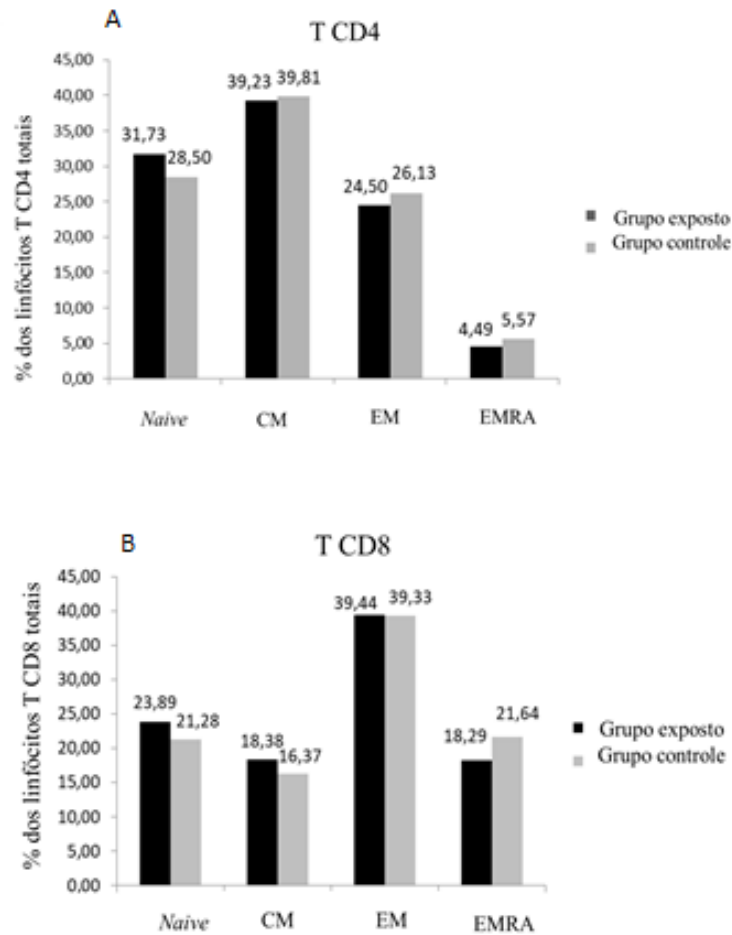 A
T CD4
% dos linfócitos T CD4 totais
45,00
40,00
35,00
30,00
25,00
20,00
15,00
10,00
5,00
0,00
31,73
28,50
39,23
39,81
24,50
26,13
4,49
5,57
Naive
CM
EM
EMRA
Grupo exposto
Grupo controle
B
T CD8
% dos linfócitos T CD8 totais
45,00
40,00
35,00
30,00
25,00
20,00
15,00
10,00
5,00
0,00
23,89
21,28
18,38
16,37
39,44
39,33
18,29
21,64
Naive
CM
EM
EMRA
Grupo exposto
Grupo controle